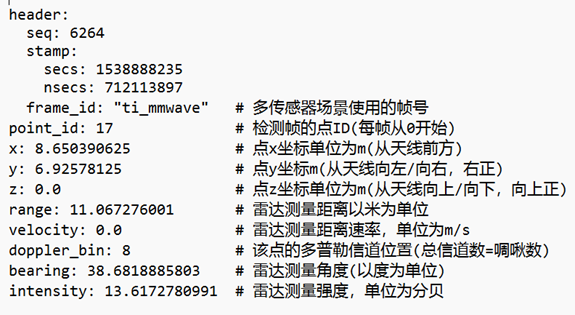 header:
  seq: 6264
  stamp:
    secs: 1538888235
    nsecs: 712113897
  frame_id: "ti_mmwave"   # 多传感器场景使用的帧号
point_id: 17              # 检测帧的点ID(每帧从0开始)
x: 8.650390625            # 点x坐标单位为m(从天线前方)
y: 6.92578125             # 点y坐标m(从天线向左/向右，右正)
z: 0.0                    # 点z坐标单位为m(从天线向上/向下，向上正)
range: 11.067276001       # 雷达测量距离以米为单位
velocity: 0.0             # 雷达测量距离速率，单位为m/s
doppler_bin: 8            # 该点的多普勒信道位置(总信道数=啁啾数)
bearing: 38.6818885803    # 雷达测量角度(以度为单位)
intensity: 13.6172780991  # 雷达测量强度，单位为分贝